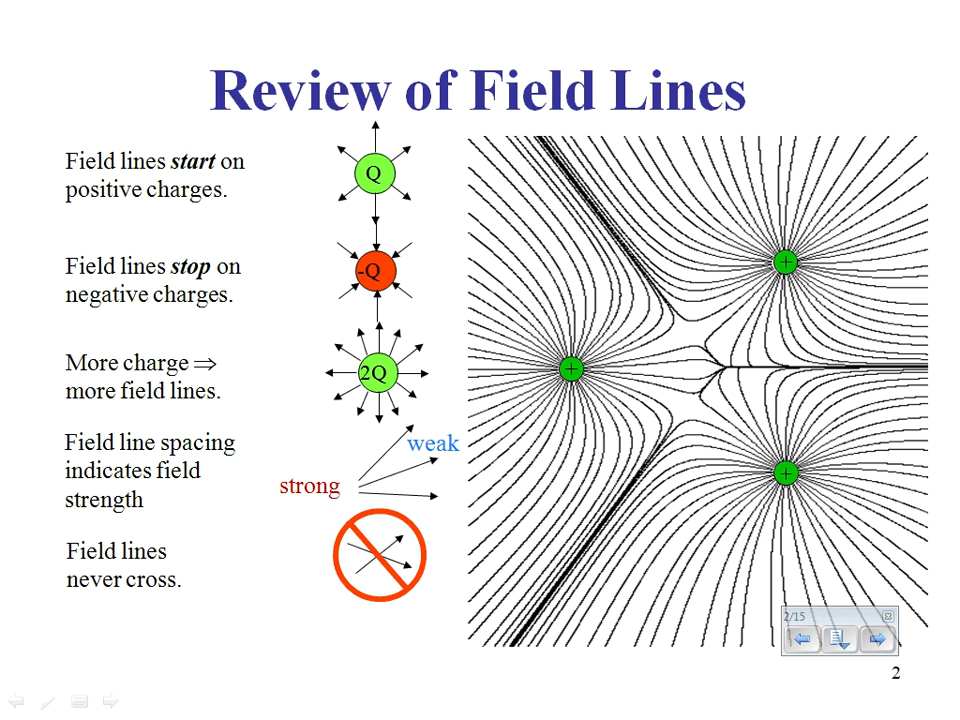 Review of Field Lines
Field lines start on
positive charges.
Q
Field lines stop on
negative charges.
-Q
More charge ⇒
more field lines.
2Q
Field line spacing
indicates field
strength
weak
strong
Field lines
never cross.
+
+
+
2/15
2